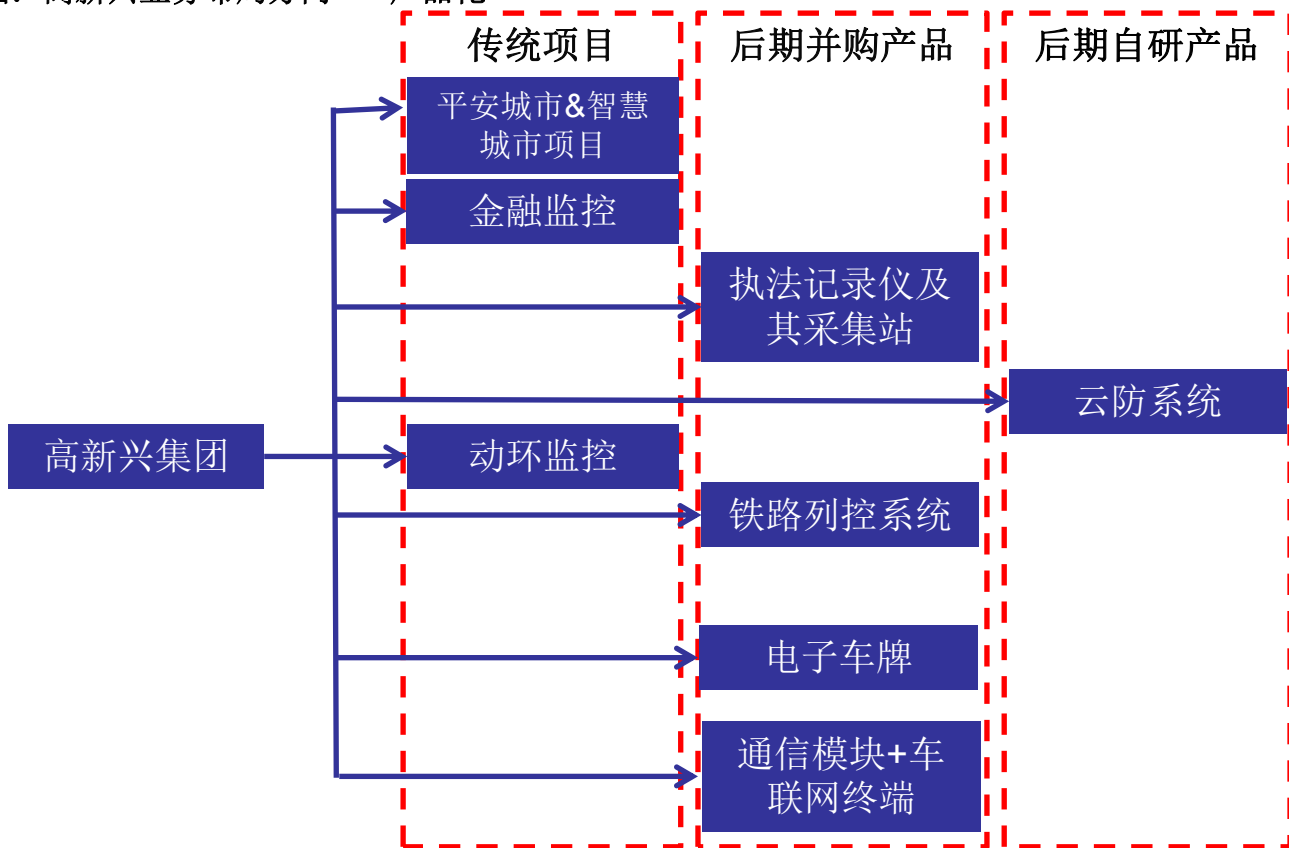 传统项目
后期并购产品
后期自研产品
平安城市&智慧
城市项目
金融监控
执法记录仪及
其采集站
云防系统
高新兴集团
动环监控
铁路列控系统
电子车牌
通信模块+车
联网终端